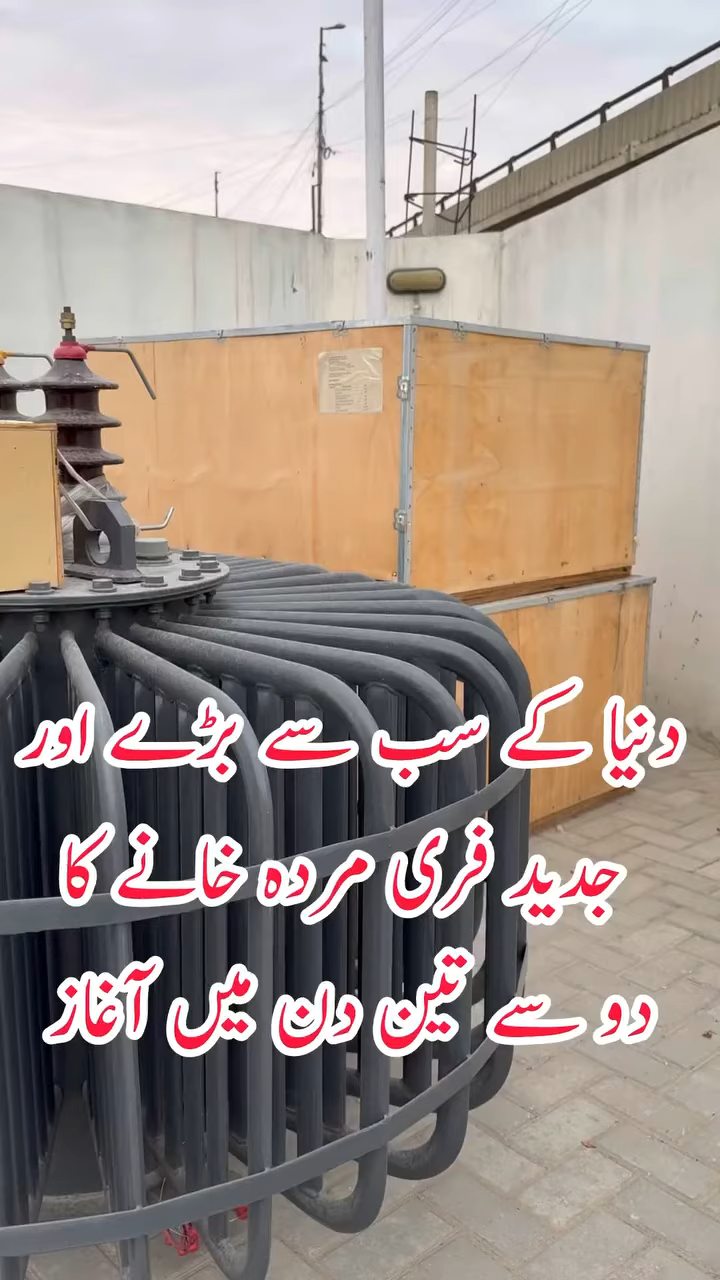 دنیا کے سب سے بڑے اور
جدید فری مردہ خانے کا
دو سے تین دن میں آغاز